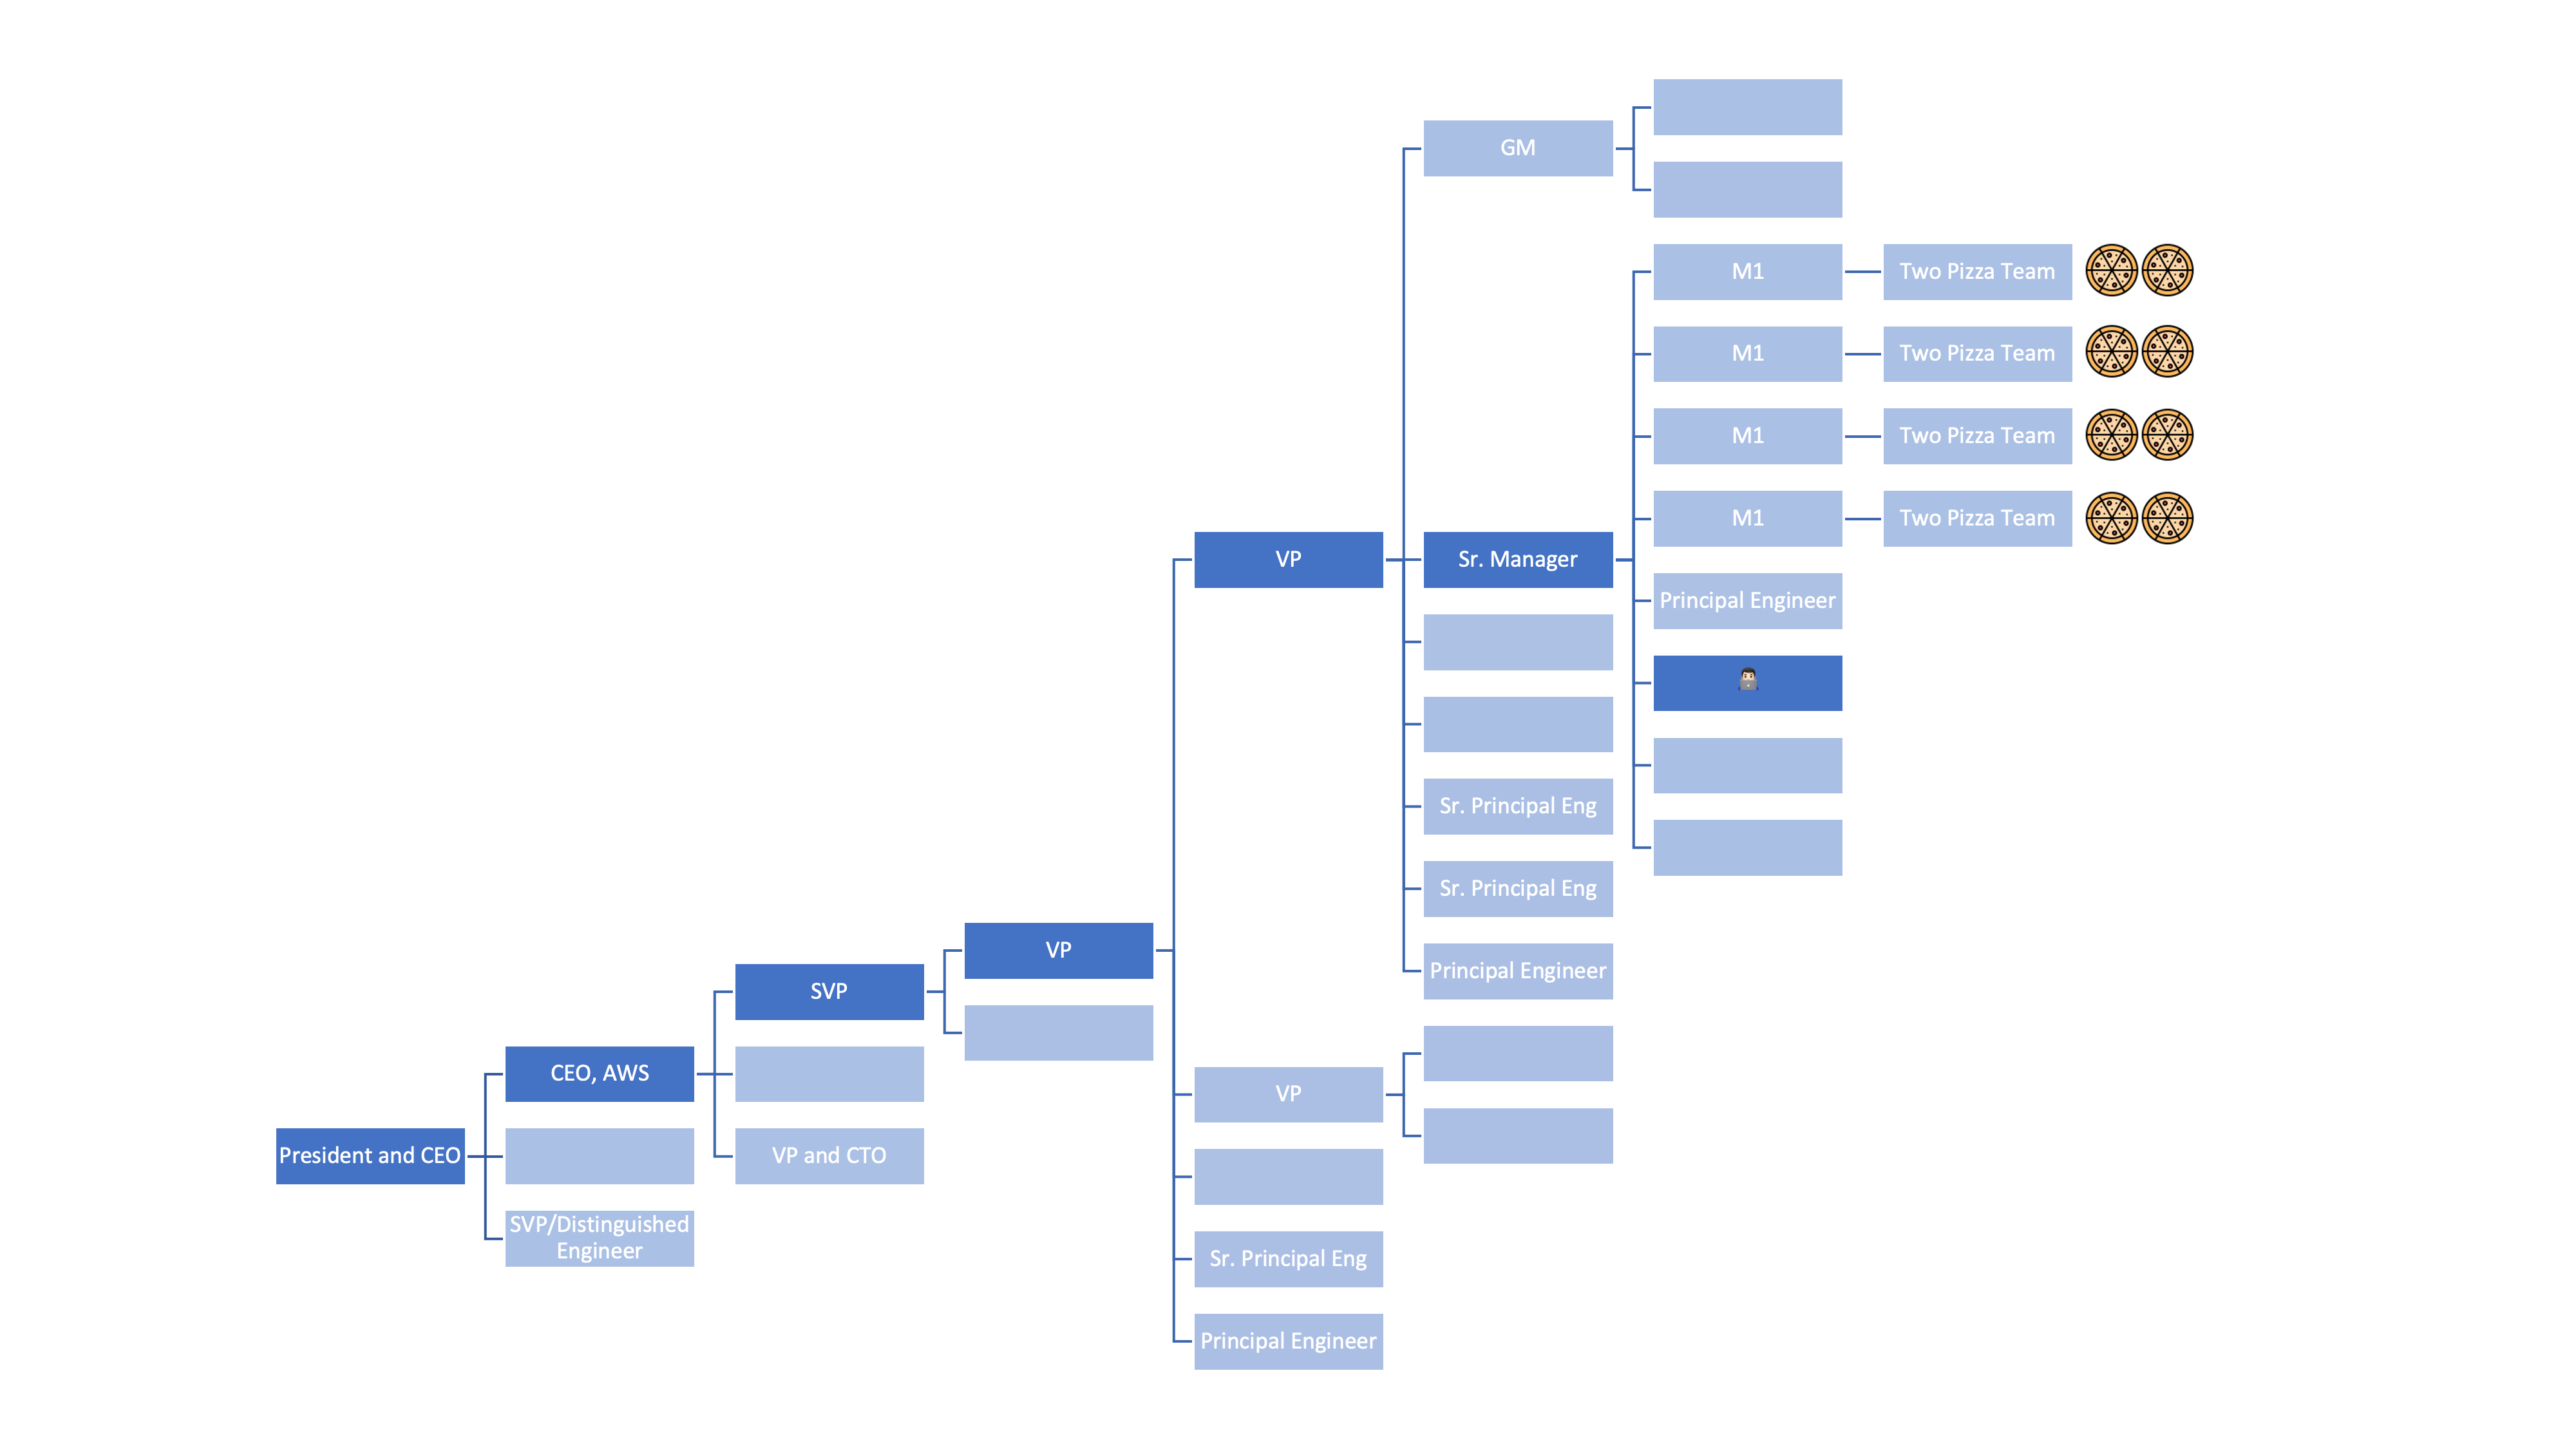 GM
M1
Two Pizza Team
M1
Two Pizza Team
M1
Two Pizza Team
M1
Two Pizza Team
VP
Sr. Manager
Principal Engineer
Sr. Principal Eng
Sr. Principal Eng
VP
Principal Engineer
SVP
CEO, AWS
VP
President and CEO
VP and CTO
SVP/Distinguished
Engineer
Sr. Principal Eng
Principal Engineer